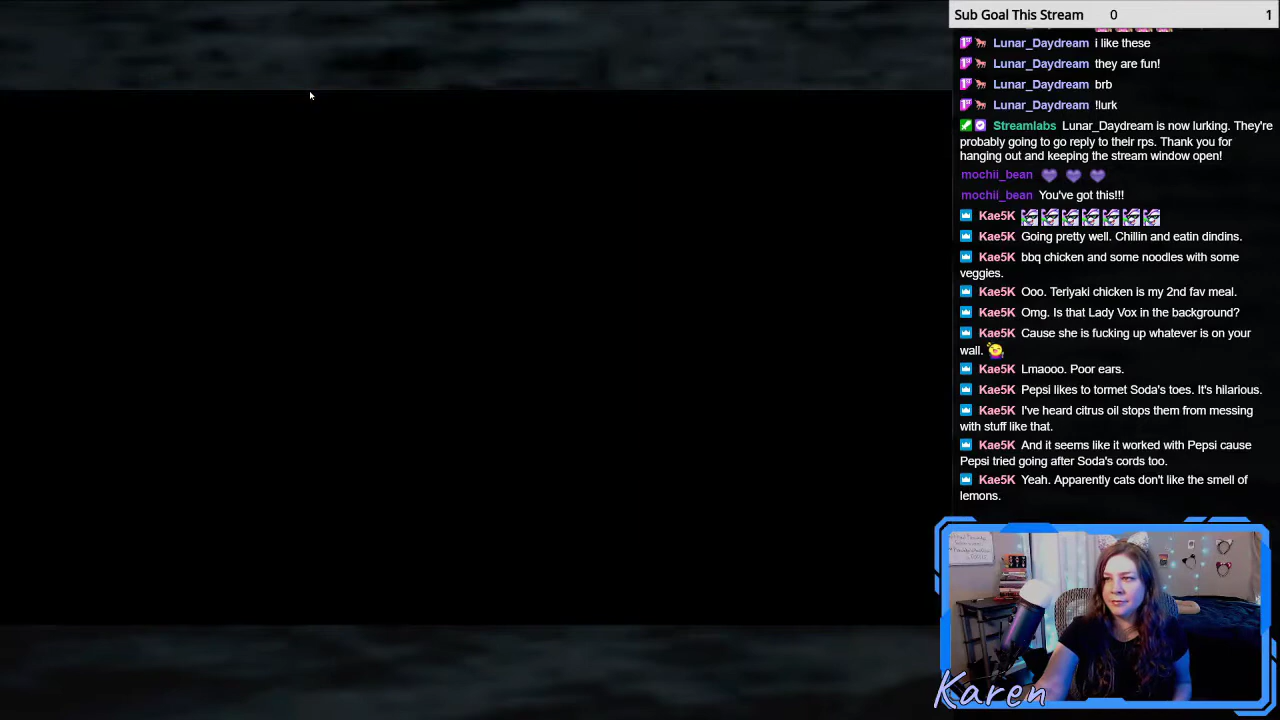 Sub Goal This Stream 0 1
Lunar_Daydream i like these
Lunar_Daydream they are fun!
Lunar_Daydream brb
Lunar_Daydream !lurk
Streamlabs Lunar_Daydream is now lurking. They're
probably going to go reply to their rps. Thank you for
hanging out and keeping the stream window open!
mochii_bean
mochii_bean You've got this!!!
Kae5K
Kae5K Going pretty well. Chillin and eatin dindins.
Kae5K bbq chicken and some noodles with some
veggies.
Kae5K Ooo. Teriyaki chicken is my 2nd fav meal.
Kae5K Omg. Is that Lady Vox in the background?
Kae5K Cause she is fucking up whatever is on your
wall.
Kae5K Lmaooo. Poor ears.
Kae5K Pepsi likes to tormet Soda's toes. It's hilarious.
Kae5K I've heard citrus oil stops them from messing
with stuff like that.
Kae5K And it seems like it worked with Pepsi cause
Pepsi tried going after Soda's cords too.
Kae5K Yeah. Apparently cats don't like the smell of
lemons.
Karen